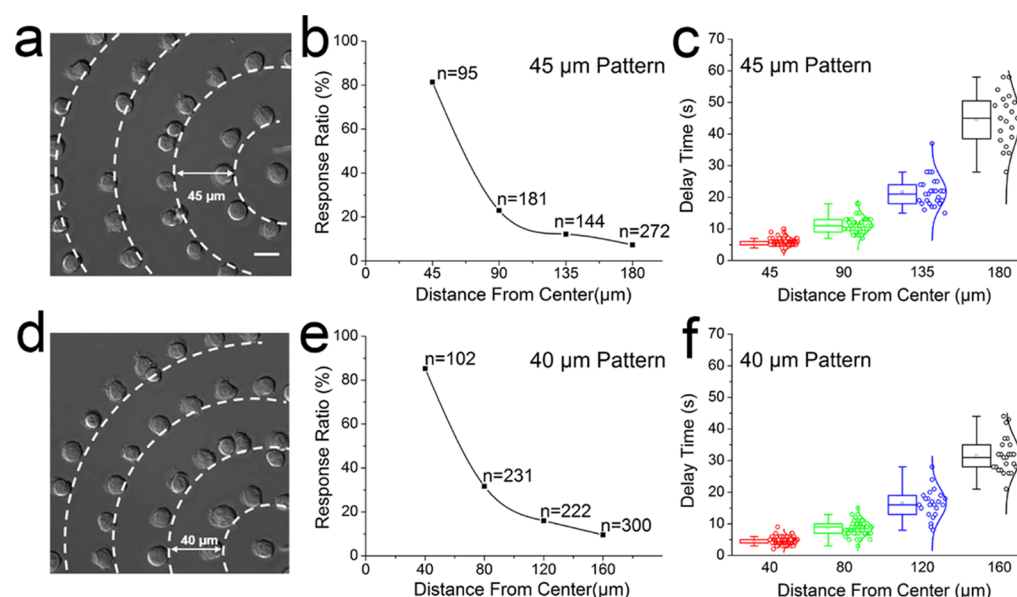 a
45 µm
b
100
80
60
40
20
0
Response Ratio (%)
n=95
n=181
n=144
n=272
45 µm Pattern
0
45
90
135
180
Distance From Center(µm)
c
70
60
50
40
30
20
10
0
Delay Time (s)
45 µm Pattern
45
90
135
180
Distance From Center (µm)
d
40 µm
e
100
80
60
40
20
0
Response Ratio (%)
n=102
n=231
n=222
n=300
40 µm Pattern
0
40
80
120
160
Distance From Center(µm)
f
70
60
50
40
30
20
10
0
Delay Time (s)
40 µm Pattern
40
80
120
160
Distance From Center (µm)